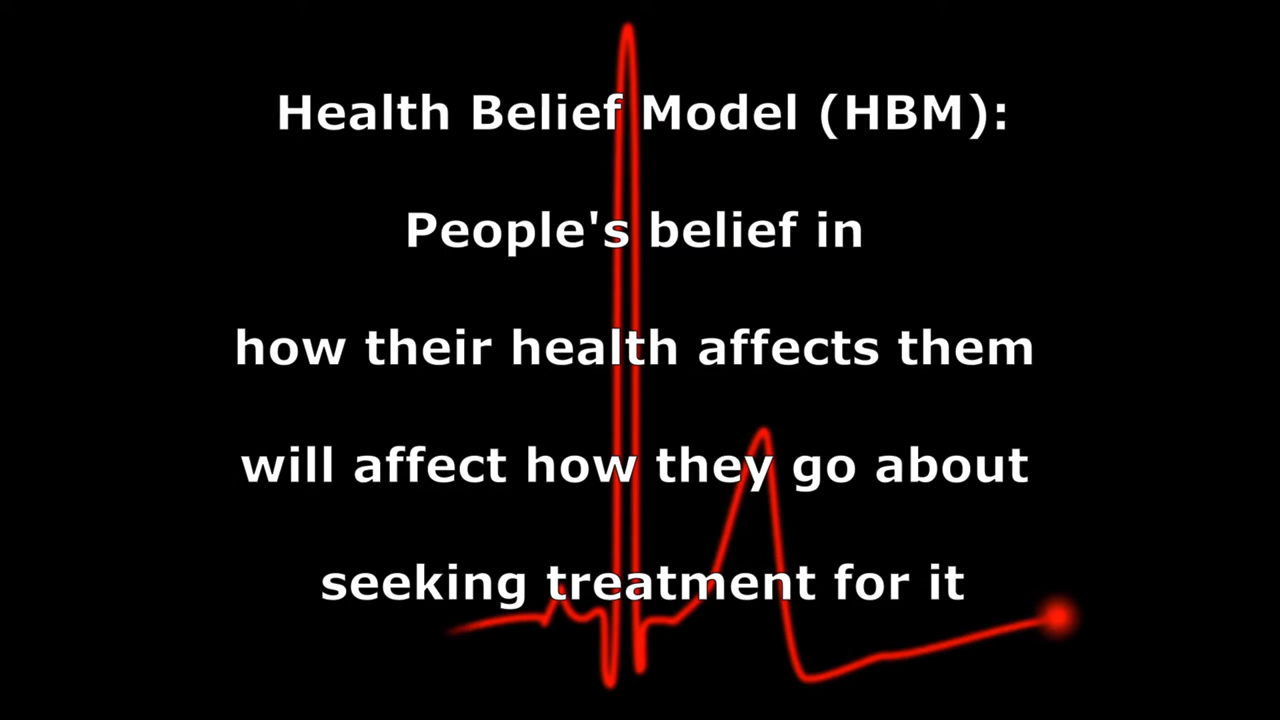 Health Belief Model (HBM):
People's belief in
how their health affects them
will affect how they go about
seeking treatment for it